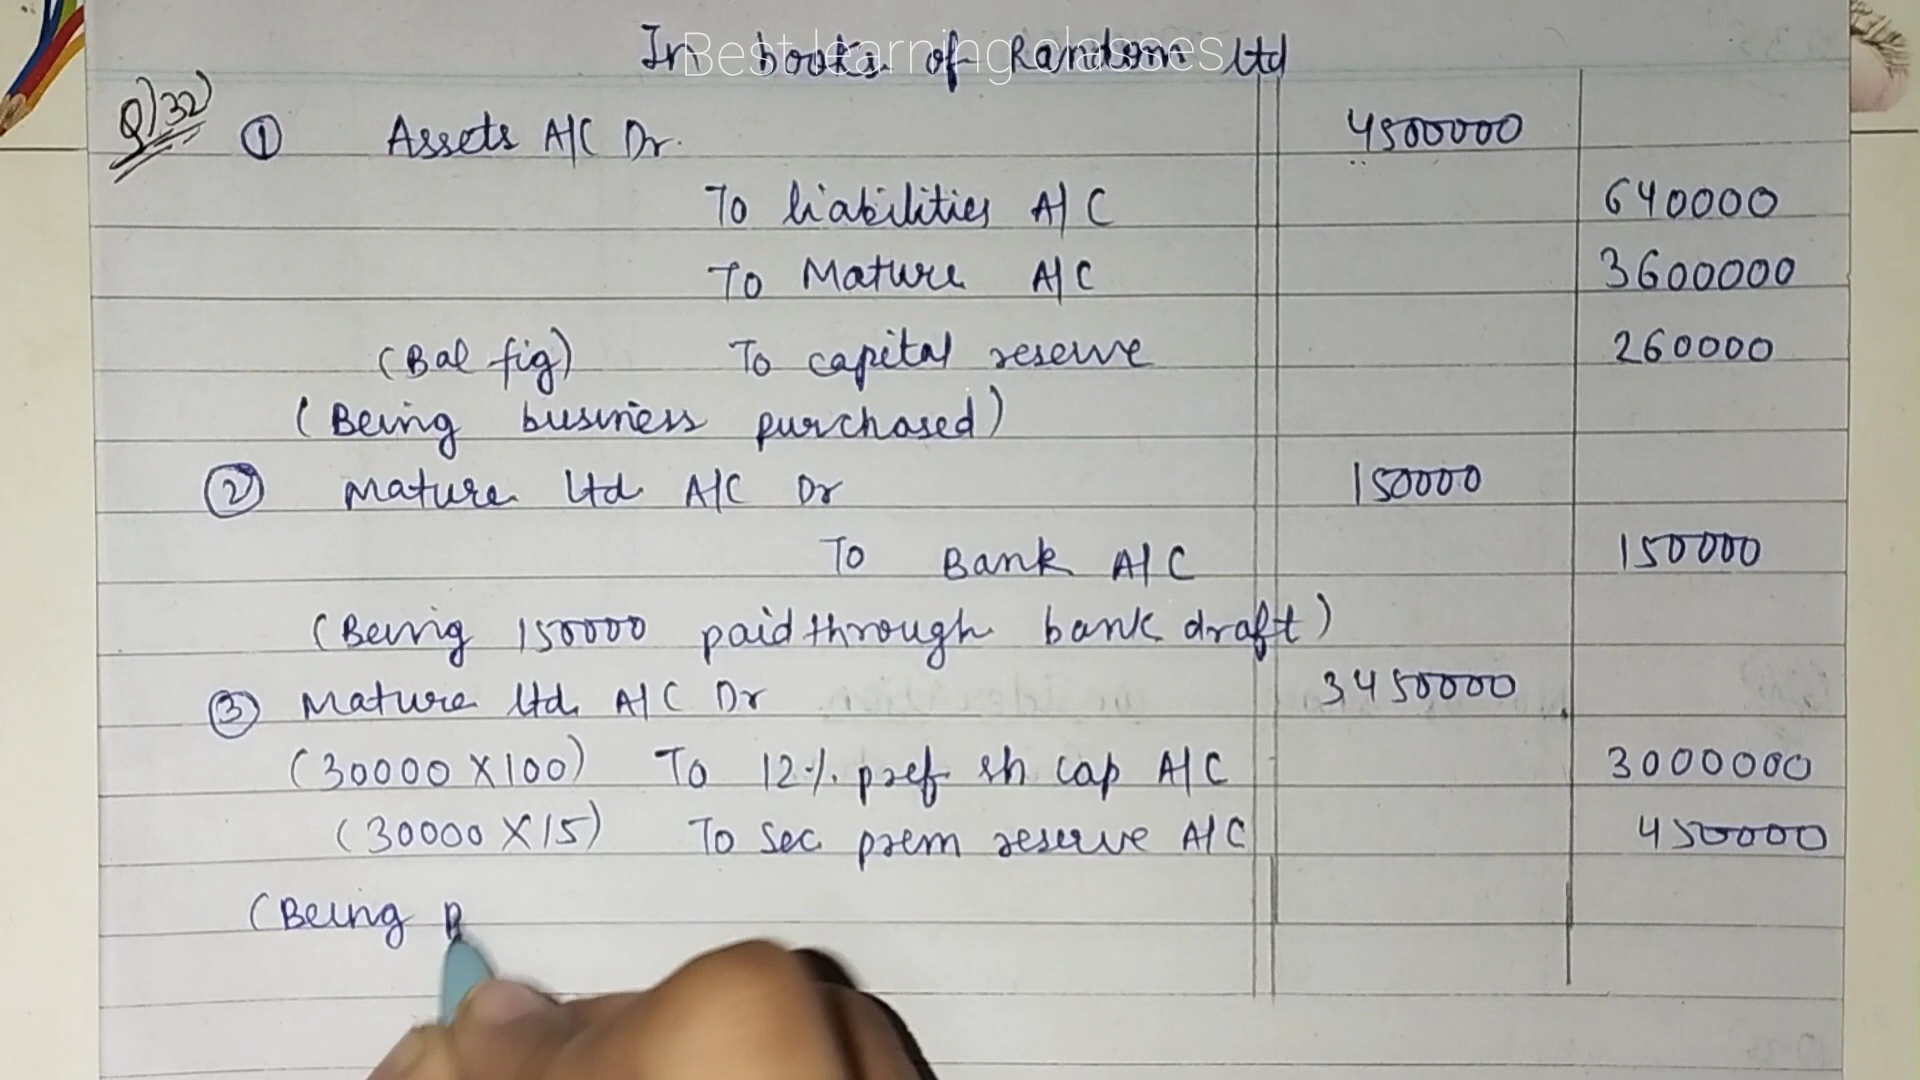 In books of Random ltd
Best learning classes
Q)32)
① Assets A/C Dr. 4500000
To liabilities A/C 640000
To Mature A/C 3600000
(Bal fig) To capital reserve 260000
(Being business purchased)
② Mature ltd A/C Dr 150000
To Bank A/C 150000
(Being 150000 paid through bank draft)
③ Mature ltd A/C Dr 3450000
(30000 X 100) To 12% pref sh cap A/C 3000000
(30000 X 15) To Sec prem reserve A/C 450000
(Being